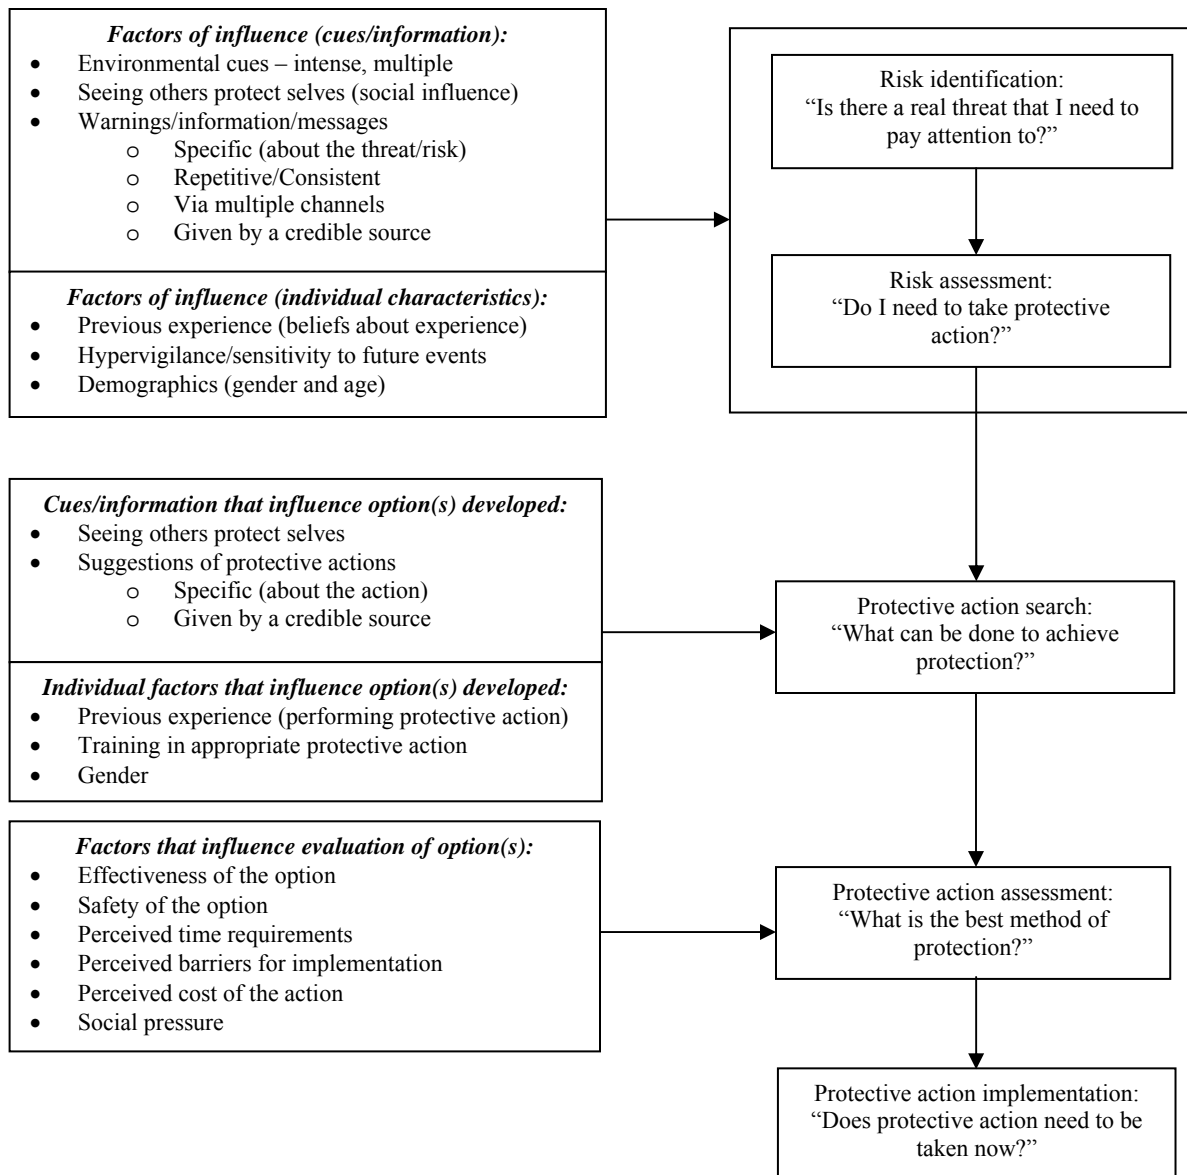 Factors of influence (cues/information):
• Environmental cues – intense, multiple
• Seeing others protect selves (social influence)
• Warnings/information/messages
o Specific (about the threat/risk)
o Repetitive/Consistent
o Via multiple channels
o Given by a credible source
Factors of influence (individual characteristics):
• Previous experience (beliefs about experience)
• Hypervigilance/sensitivity to future events
• Demographics (gender and age)
Risk identification:
“Is there a real threat that I need to
pay attention to?”
Risk assessment:
“Do I need to take protective
action?”
Cues/information that influence option(s) developed:
• Seeing others protect selves
• Suggestions of protective actions
o Specific (about the action)
o Given by a credible source
Individual factors that influence option(s) developed:
• Previous experience (performing protective action)
• Training in appropriate protective action
• Gender
Protective action search:
“What can be done to achieve
protection?”
Factors that influence evaluation of option(s):
• Effectiveness of the option
• Safety of the option
• Perceived time requirements
• Perceived barriers for implementation
• Perceived cost of the action
• Social pressure
Protective action assessment:
“What is the best method of
protection?”
Protective action implementation:
“Does protective action need to be
taken now?”